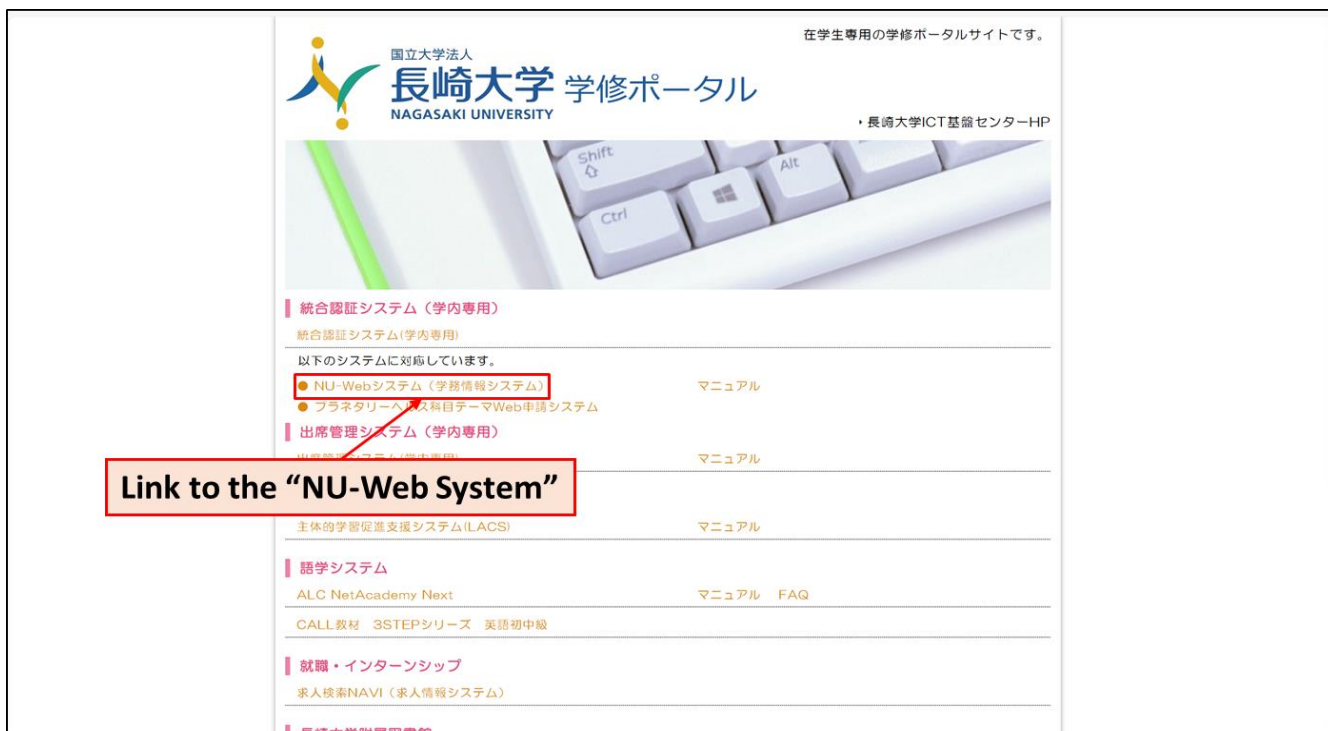 在学生専用の学修ポータルサイトです。
国立大学法人
長崎大学 学修ポータル
NAGASAKI UNIVERSITY
長崎大学ICT基盤センターHP
Shift
Alt
Ctrl
統合認証システム（学内専用）
統合認証システム(学内専用)
以下のシステムに対応しています。
● NU-Webシステム（学務情報システム） マニュアル
● プラネタリーヘルス科目テーマWeb申請システム
出席管理システム（学内専用）
マニュアル
Link to the “NU-Web System”
主体的学習促進支援システム(LACS) マニュアル
語学システム
ALC NetAcademy Next マニュアル FAQ
CALL教材 3STEPシリーズ 英語初中級
就職・インターンシップ
求人検索NAVI（求人情報システム）